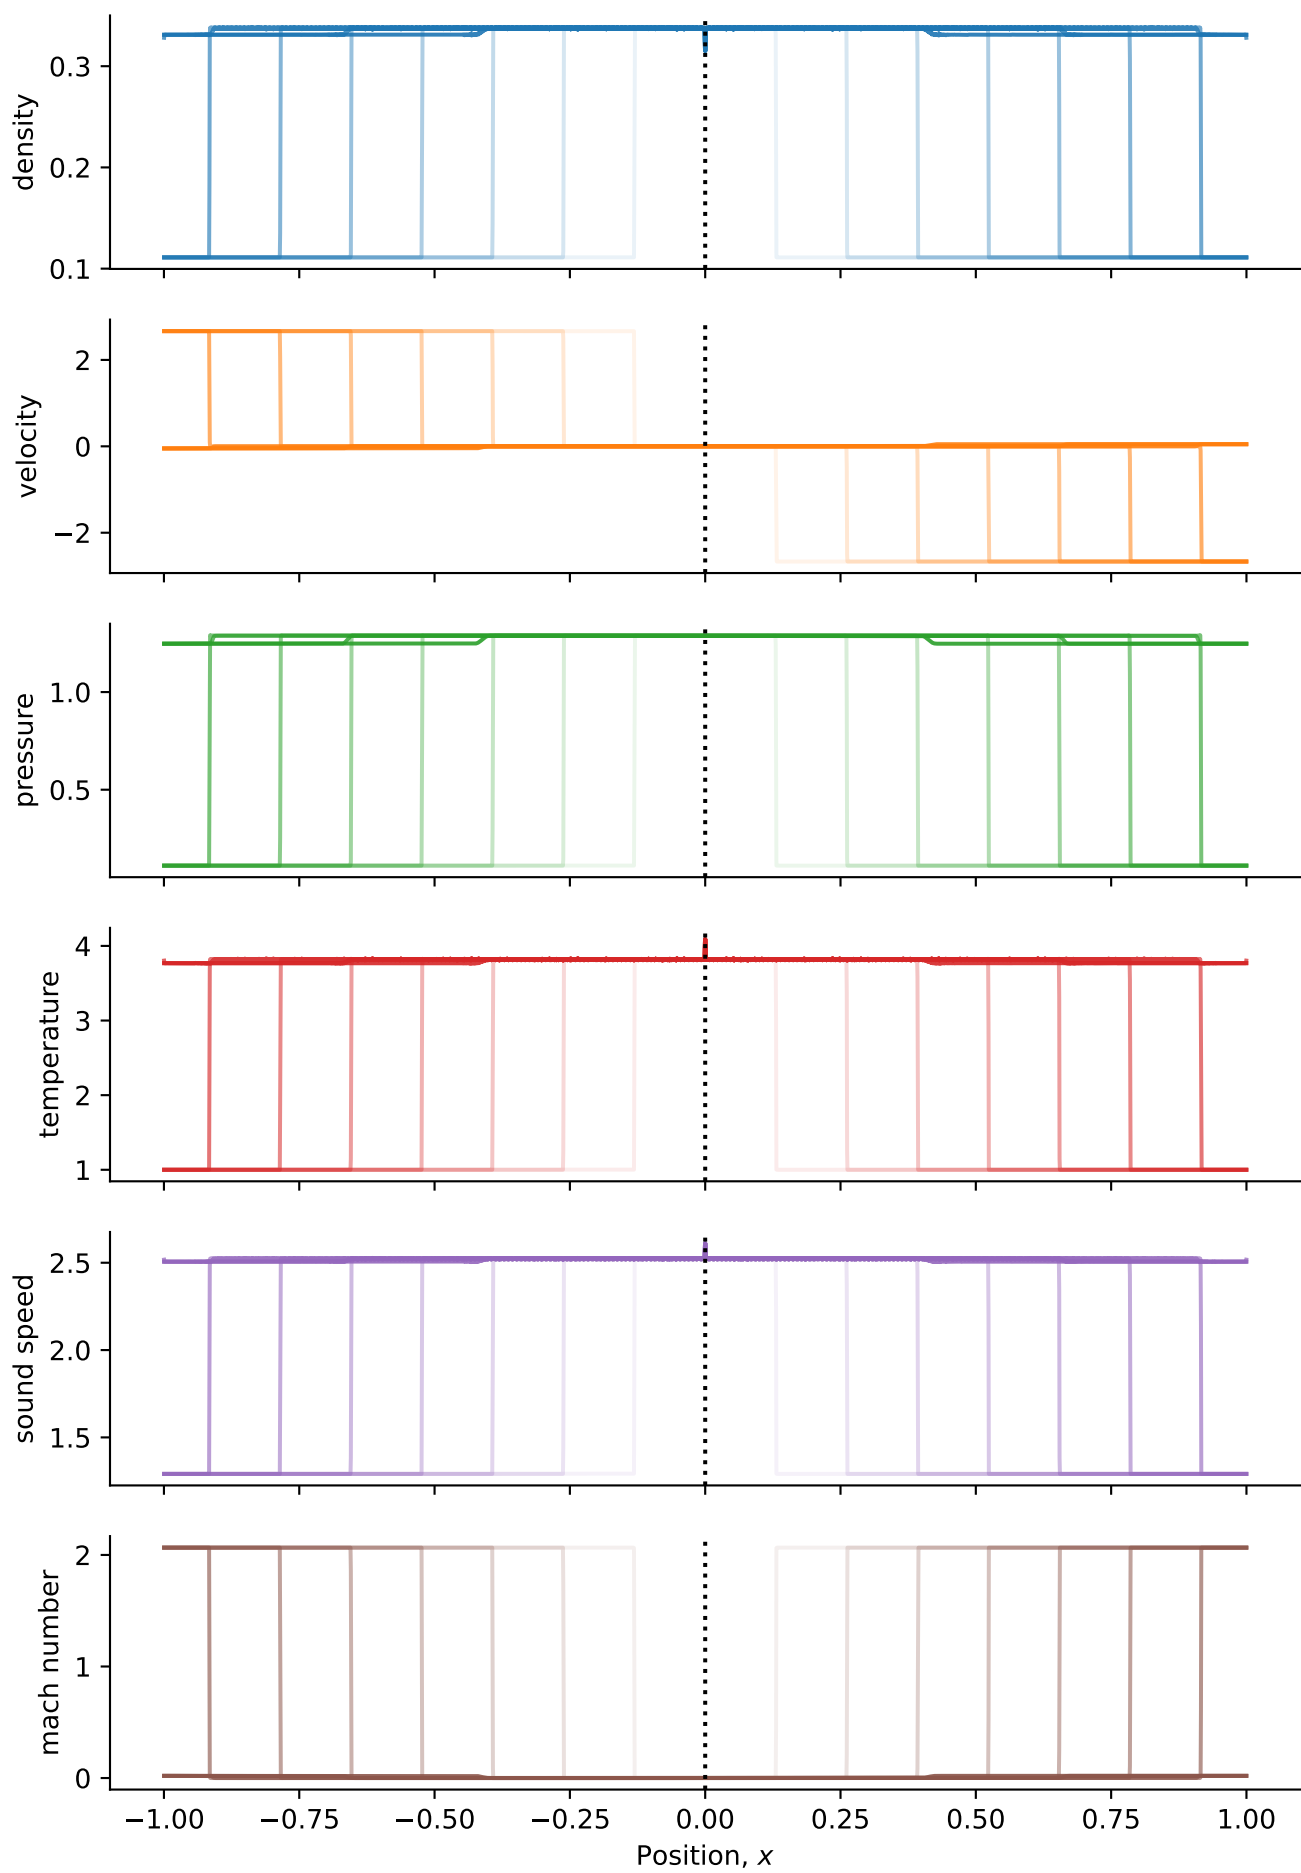 density
0.3
0.2
0.1
velocity
2
0
−2
pressure
1.0
0.5
temperature
4
3
2
1
sound speed
2.5
2.0
1.5
mach number
2
1
0
−1.00 −0.75 −0.50 −0.25 0.00 0.25 0.50 0.75 1.00
Position, x